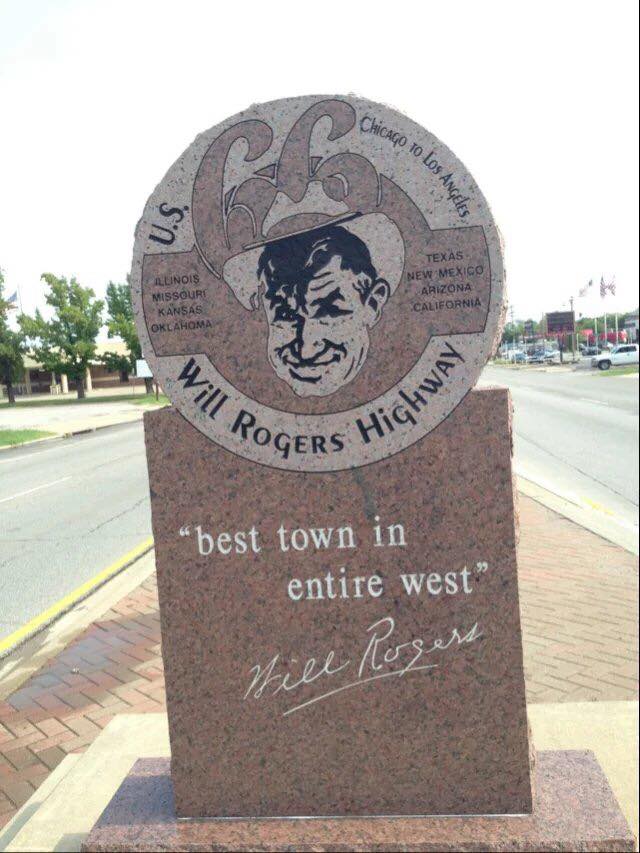 U.S. 66
CHICAGO TO LOS ANGELES
ILLINOIS
MISSOURI
KANSAS
OKLAHOMA
TEXAS
NEW MEXICO
ARIZONA
CALIFORNIA
WILL ROGERS HIGHWAY
“best town in
entire west”
Will Rogers